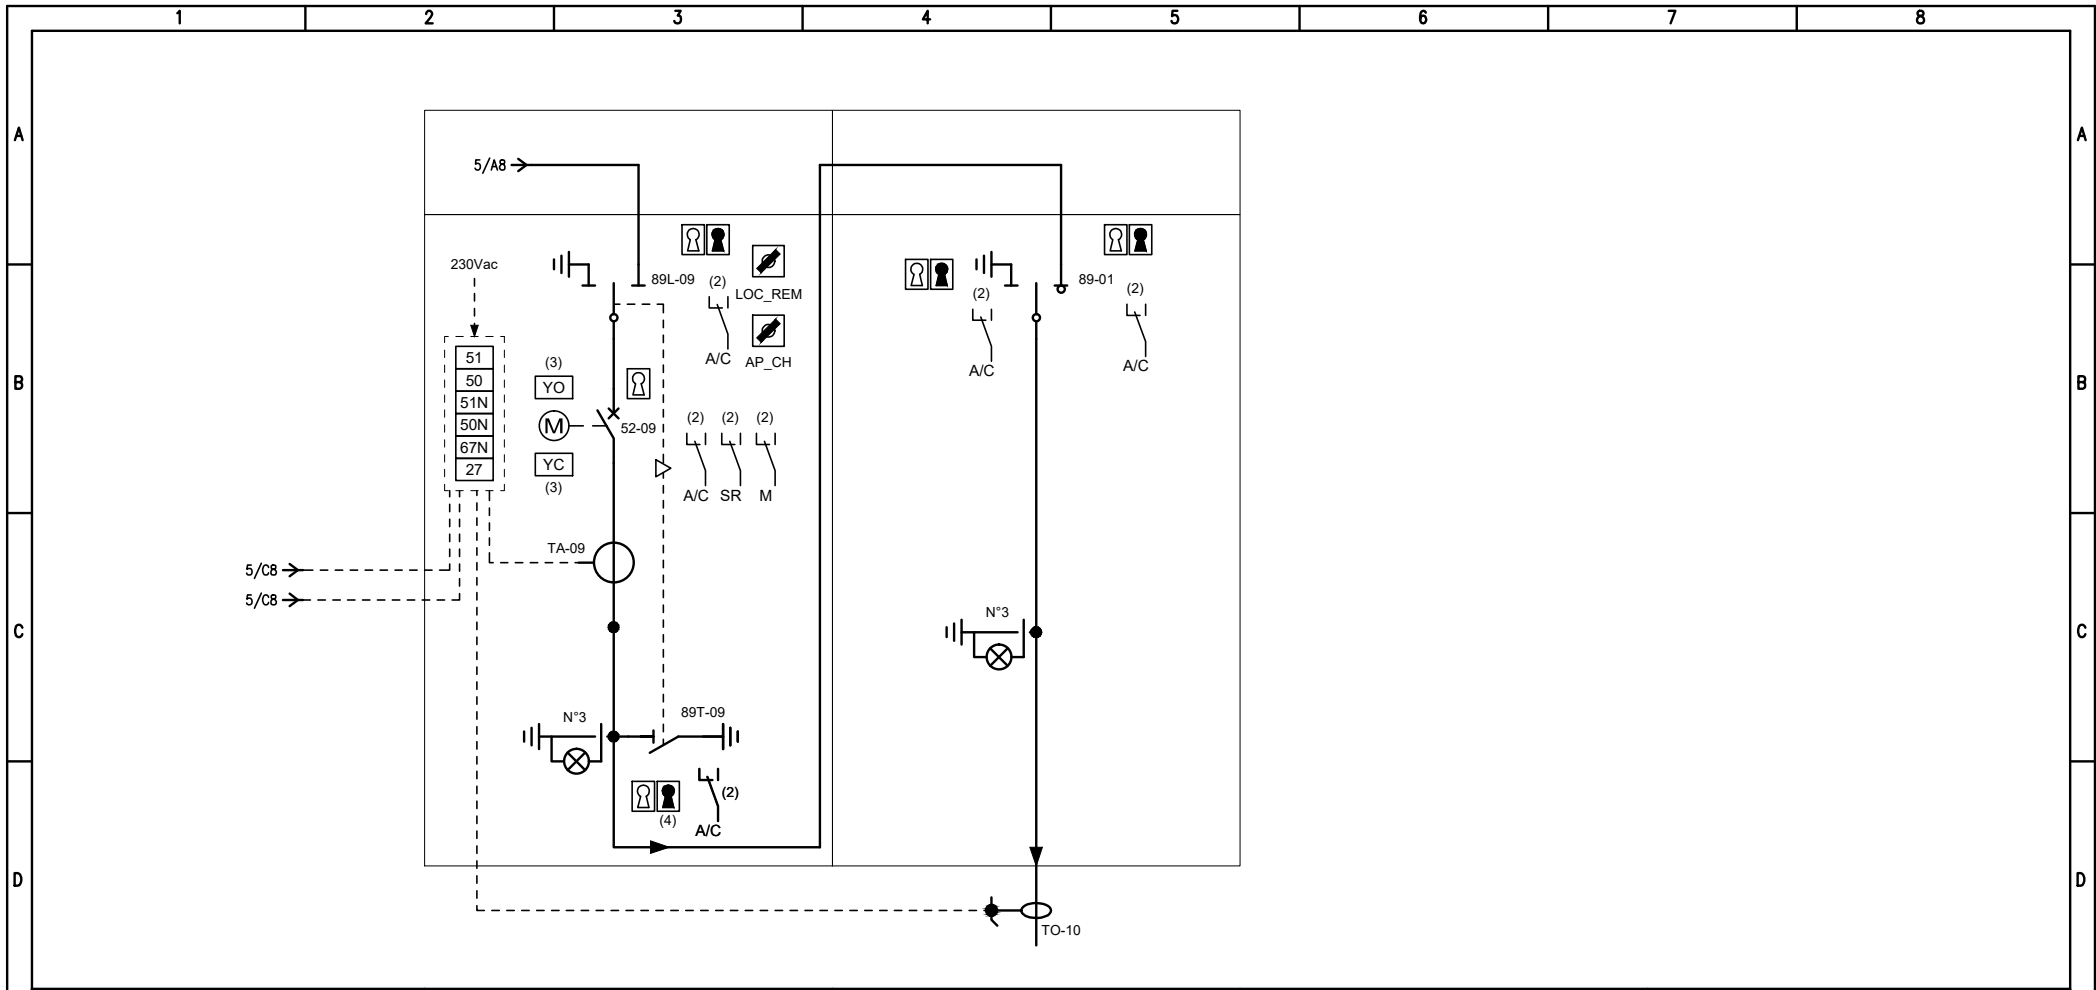 1 2 3 4 5 6 7 8
A A
5/A8
230Vac
89L-09 (2) LOC_REM
(2) 89-01 (2)
A/C AP_CH
A/C A/C
B B
51
50
51N
50N
67N
27
(3)
YO
M
YC
(3)
52-09
(2) (2) (2)
A/C SR M
TA-09
5/C8
5/C8
C C
N°3
N°3 89T-09
(2)
(4)
A/C
D D
TO-10